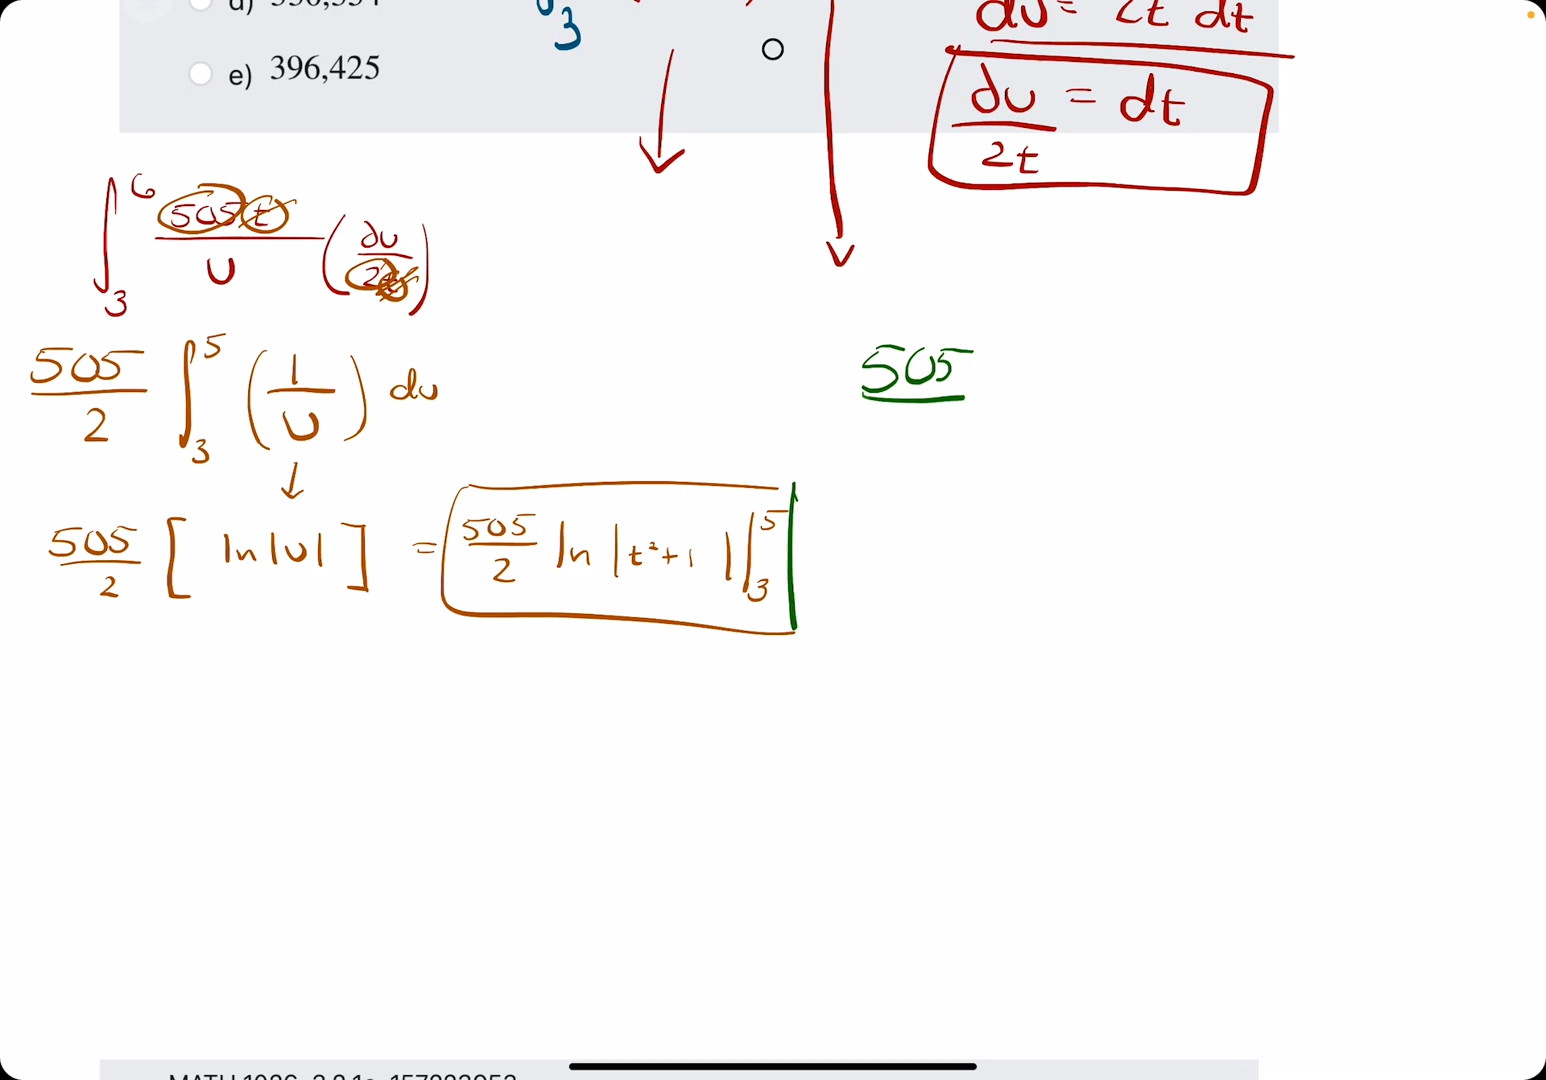 du = 2t dt
3
e) 396,425
du/2t = dt
∫₃⁶ 505t/u (du/2t)
505/2 ∫₃⁵ (1/u) du
505
505/2 [ ln|u| ] = 505/2 ln |t²+1| |₃⁵